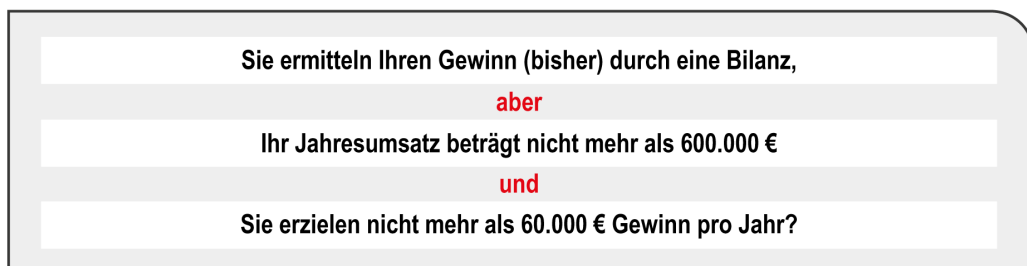 Sie ermitteln Ihren Gewinn (bisher) durch eine Bilanz,
aber
Ihr Jahresumsatz beträgt nicht mehr als 600.000 €
und
Sie erzielen nicht mehr als 60.000 € Gewinn pro Jahr?